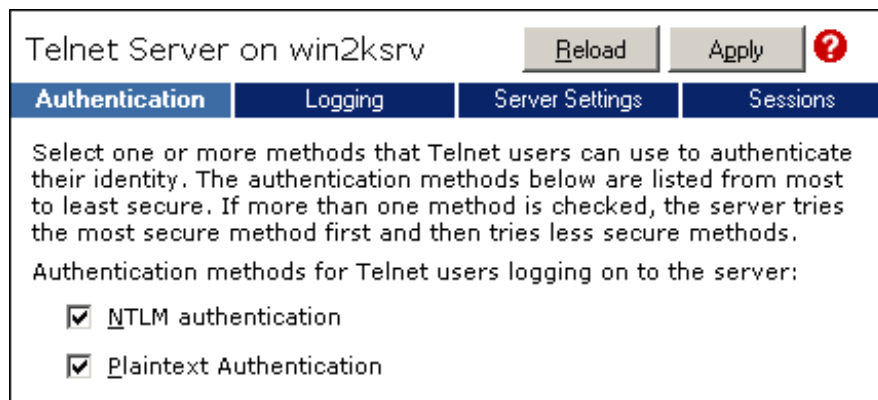 Telnet Server on win2ksrv Reload Apply ?
Authentication Logging Server Settings Sessions
Select one or more methods that Telnet users can use to authenticate
their identity. The authentication methods below are listed from most
to least secure. If more than one method is checked, the server tries
the most secure method first and then tries less secure methods.
Authentication methods for Telnet users logging on to the server:
NTLM authentication
Plaintext Authentication